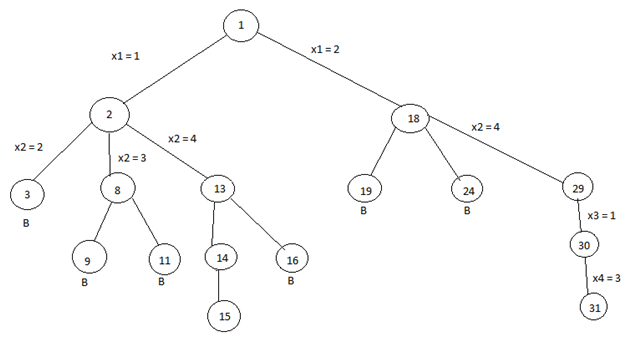 1
x1 = 1
x1 = 2
2
18
x2 = 2
x2 = 3
x2 = 4
x2 = 4
3
8
13
19
24
29
B
B
B
x3 = 1
9
11
14
16
30
B
B
B
x4 = 3
15
31